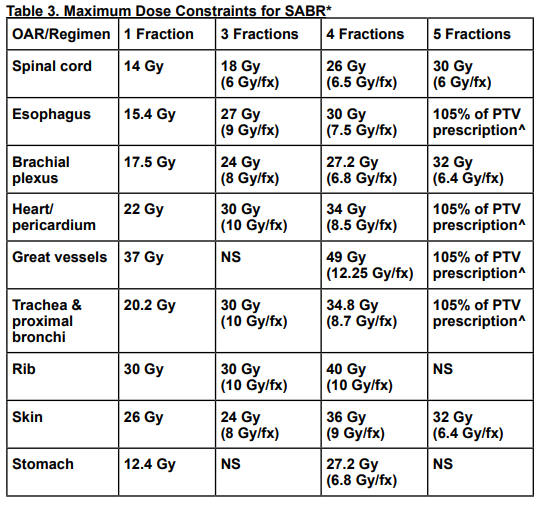 Table 3. Maximum Dose Constraints for SABR*
OAR/Regimen 1 Fraction 3 Fractions 4 Fractions 5 Fractions
Spinal cord 14 Gy 18 Gy (6 Gy/fx) 26 Gy (6.5 Gy/fx) 30 Gy (6 Gy/fx)
Esophagus 15.4 Gy 27 Gy (9 Gy/fx) 30 Gy (7.5 Gy/fx) 105% of PTV prescription^
Brachial plexus 17.5 Gy 24 Gy (8 Gy/fx) 27.2 Gy (6.8 Gy/fx) 32 Gy (6.4 Gy/fx)
Heart/ pericardium 22 Gy 30 Gy (10 Gy/fx) 34 Gy (8.5 Gy/fx) 105% of PTV prescription^
Great vessels 37 Gy NS 49 Gy (12.25 Gy/fx) 105% of PTV prescription^
Trachea & proximal bronchi 20.2 Gy 30 Gy (10 Gy/fx) 34.8 Gy (8.7 Gy/fx) 105% of PTV prescription^
Rib 30 Gy 30 Gy (10 Gy/fx) 40 Gy (10 Gy/fx) NS
Skin 26 Gy 24 Gy (8 Gy/fx) 36 Gy (9 Gy/fx) 32 Gy (6.4 Gy/fx)
Stomach 12.4 Gy NS 27.2 Gy (6.8 Gy/fx) NS